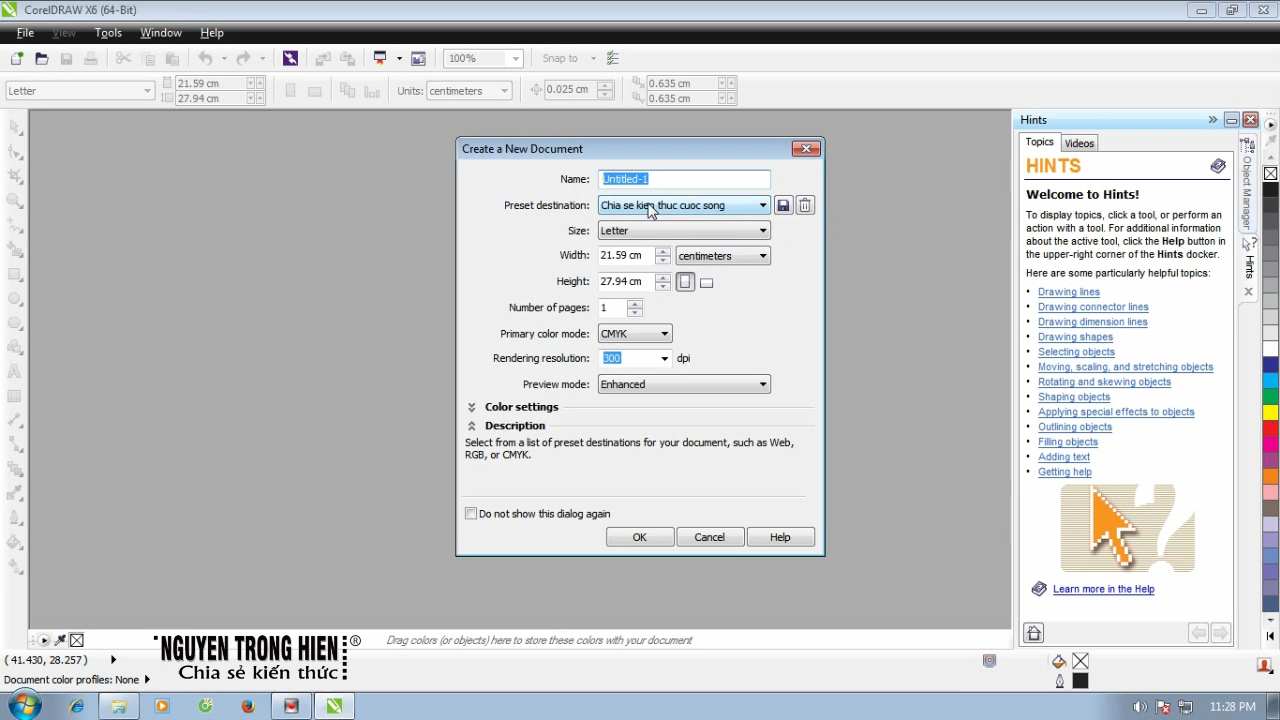 CorelDRAW X6 (64-Bit)
File View Tools Window Help
100% Snap to
Letter 21.59 cm 27.94 cm Units: centimeters 0.025 cm 0.635 cm 0.635 cm
Create a New Document
Name: Untitled-1
Preset destination: Chia se kien thuc cuoc song
Size: Letter
Width: 21.59 cm centimeters
Height: 27.94 cm
Number of pages: 1
Primary color mode: CMYK
Rendering resolution: 300 dpi
Preview mode: Enhanced
Color settings
Description
Select from a list of preset destinations for your document, such as Web,
RGB, or CMYK.
Do not show this dialog again
OK Cancel Help
Hints
Topics Videos
HINTS
Welcome to Hints!
To display topics, click a tool, or perform an
action with a tool. For additional information
about the active tool, click the Help button in
the upper-right corner of the Hints docker.
Here are some particularly helpful topics:
Drawing lines
Drawing connector lines
Drawing dimension lines
Drawing shapes
Selecting objects
Moving, scaling, and stretching objects
Rotating and skewing objects
Shaping objects
Applying special effects to objects
Outlining objects
Filling objects
Adding text
Getting help
Learn more in the Help
Object Manager
Hints
Drag colors (or objects) here to store these colors with your document
NGUYEN TRONG HIEN ®
Chia sẻ kiến thức
(41.430, 28.257)
Document color profiles: None
11:28 PM